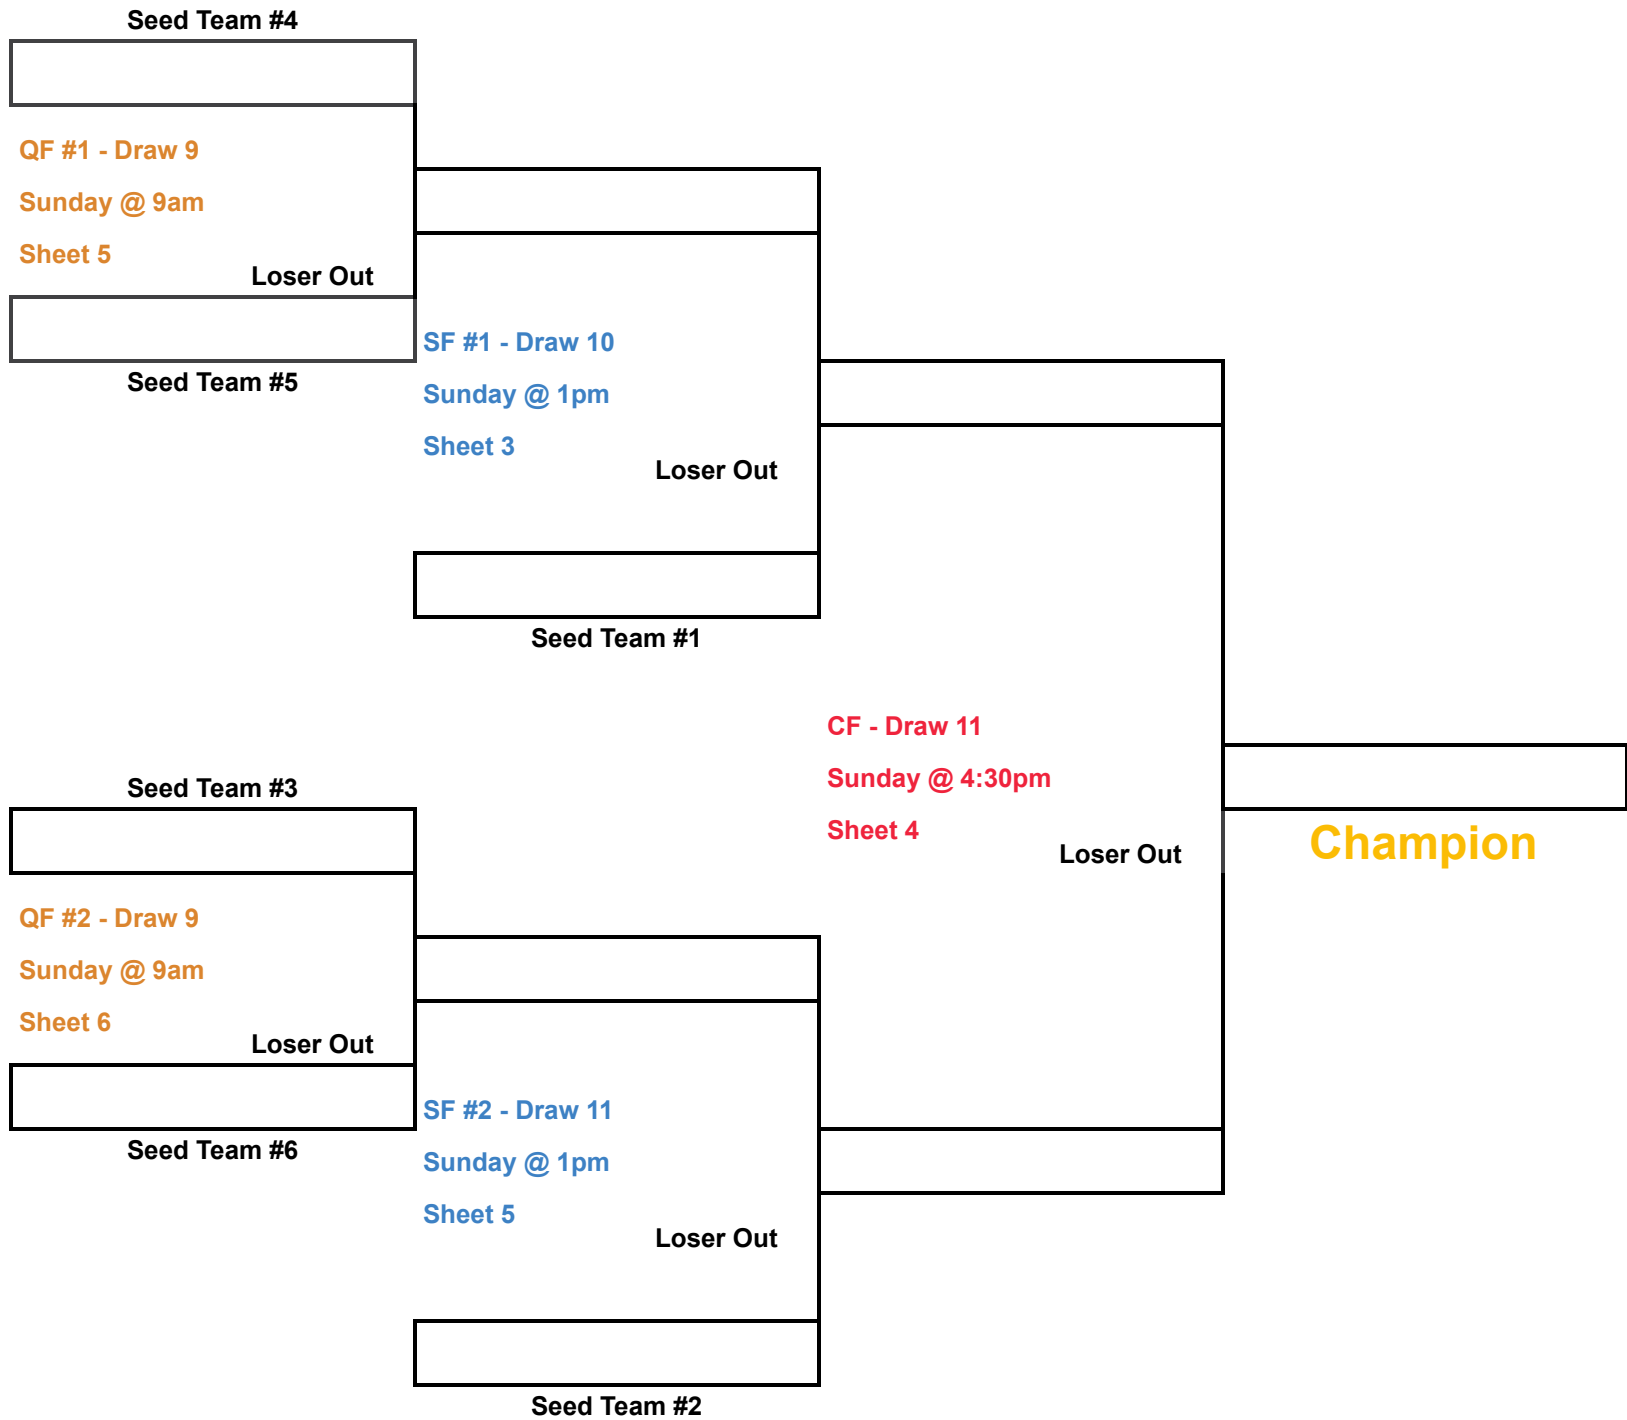 Seed Team #4
QF #1 - Draw 9
Sunday @ 9am
Sheet 5
Loser Out
Seed Team #5
SF #1 - Draw 10
Sunday @ 1pm
Sheet 3
Loser Out
Seed Team #1
CF - Draw 11
Sunday @ 4:30pm
Sheet 4
Loser Out
Champion
Seed Team #3
QF #2 - Draw 9
Sunday @ 9am
Sheet 6
Loser Out
Seed Team #6
SF #2 - Draw 11
Sunday @ 1pm
Sheet 5
Loser Out
Seed Team #2